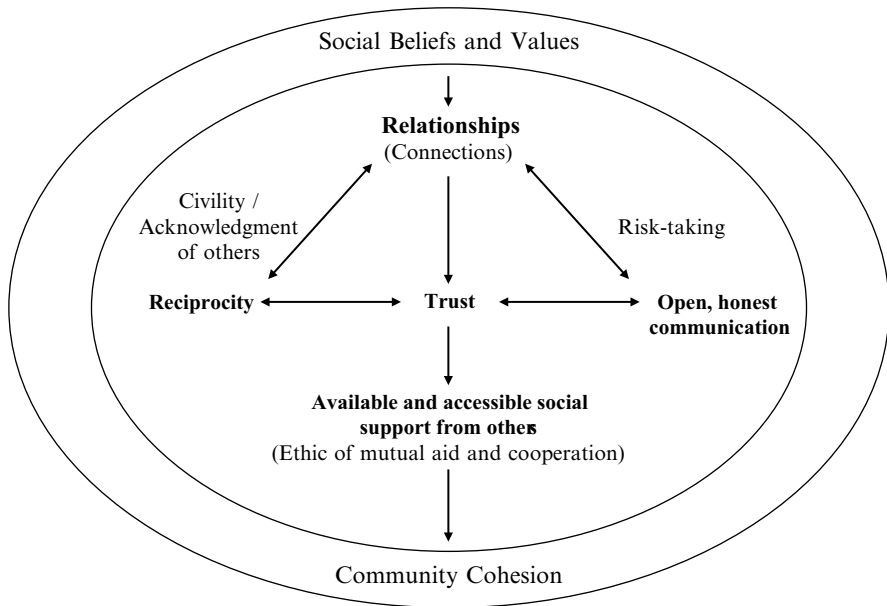 Social Beliefs and Values
Relationships
(Connections)
Civility /
Acknowledgment
of others
Risk-taking
Reciprocity
Trust
Open, honest
communication
Available and accessible social
support from others
(Ethic of mutual aid and cooperation)
Community Cohesion